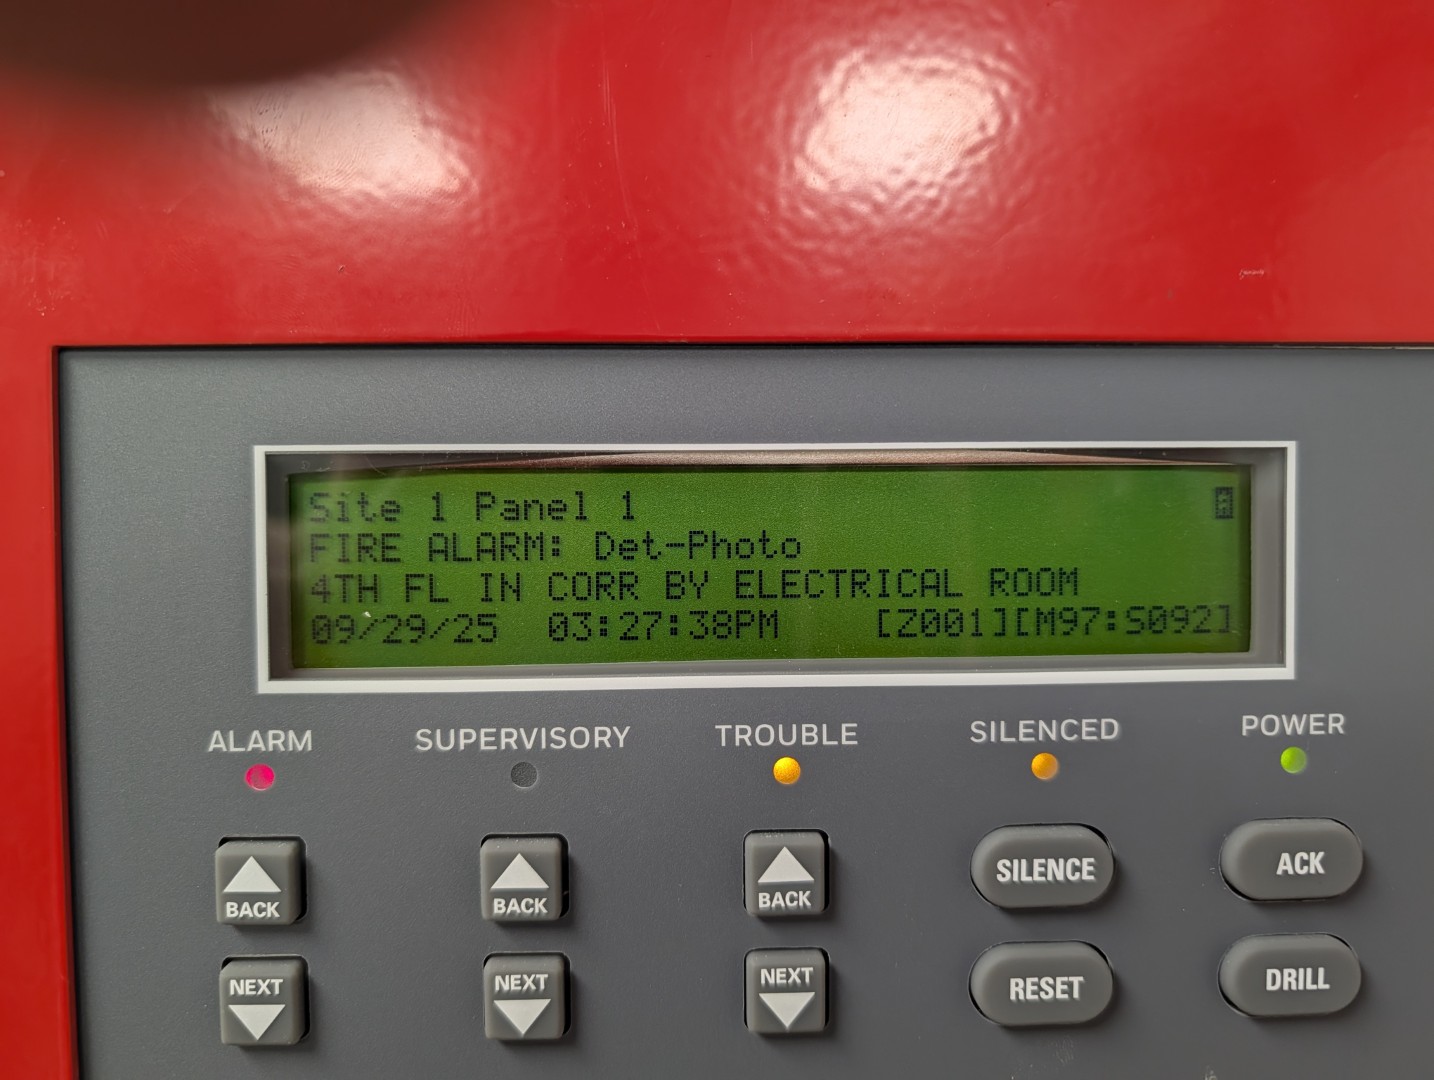 Site 1 Panel 1
FIRE ALARM: Det-Photo
4TH FL IN CORR BY ELECTRICAL ROOM
09/29/25 03:27:38PM [Z001][M97:S092]
ALARM SUPERVISORY TROUBLE SILENCED POWER
BACK BACK BACK SILENCE ACK
NEXT NEXT NEXT RESET DRILL